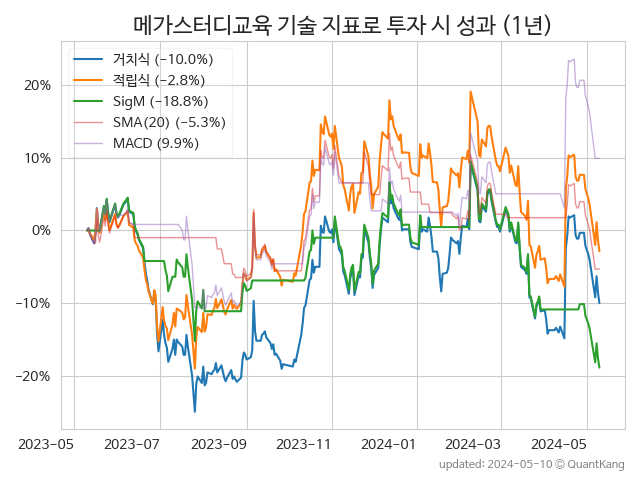 메가스터디교육 기술 지표로 투자 시 성과 (1년)
거치식 (−10.0%)
적립식 (−2.8%)
SigM (−18.8%)
SMA(20) (−5.3%)
MACD (9.9%)
20%
10%
0%
−10%
−20%
2023-05 2023-07 2023-09 2023-11 2024-01 2024-03 2024-05
updated: 2024-05-10 ⓒ QuantKang